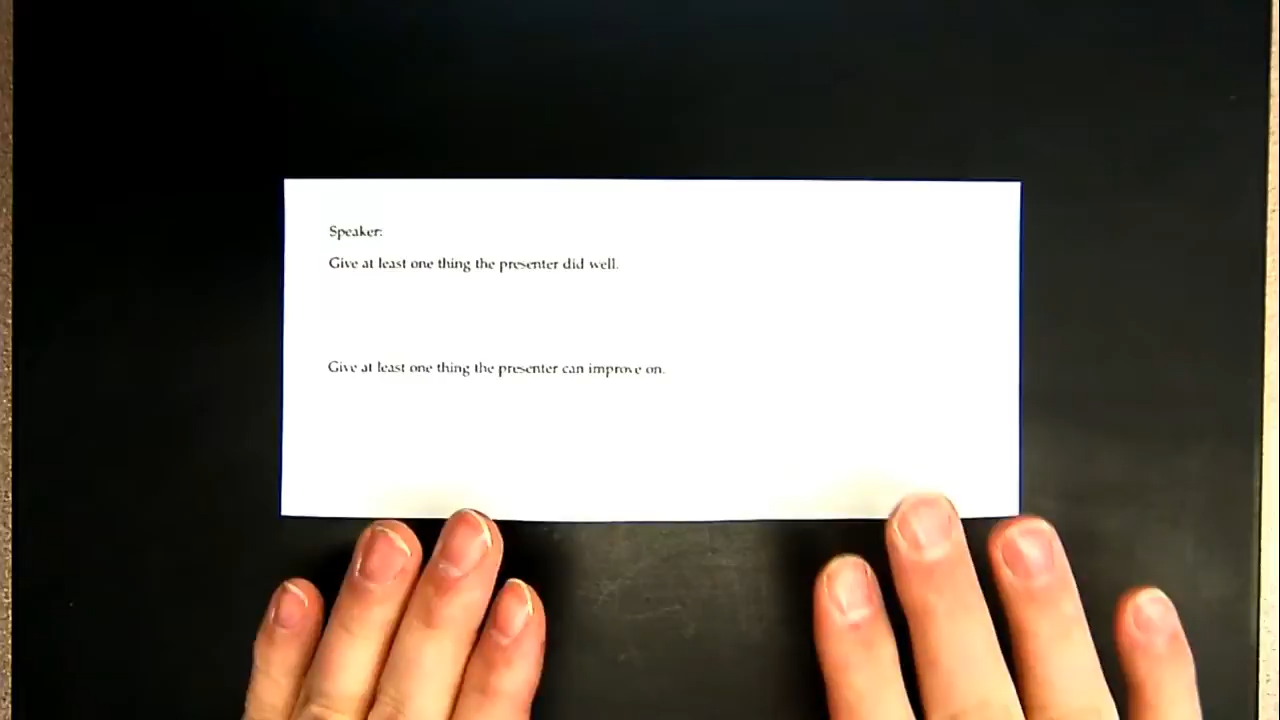 Speaker:
Give at least one thing the presenter did well.
Give at least one thing the presenter can improve on.